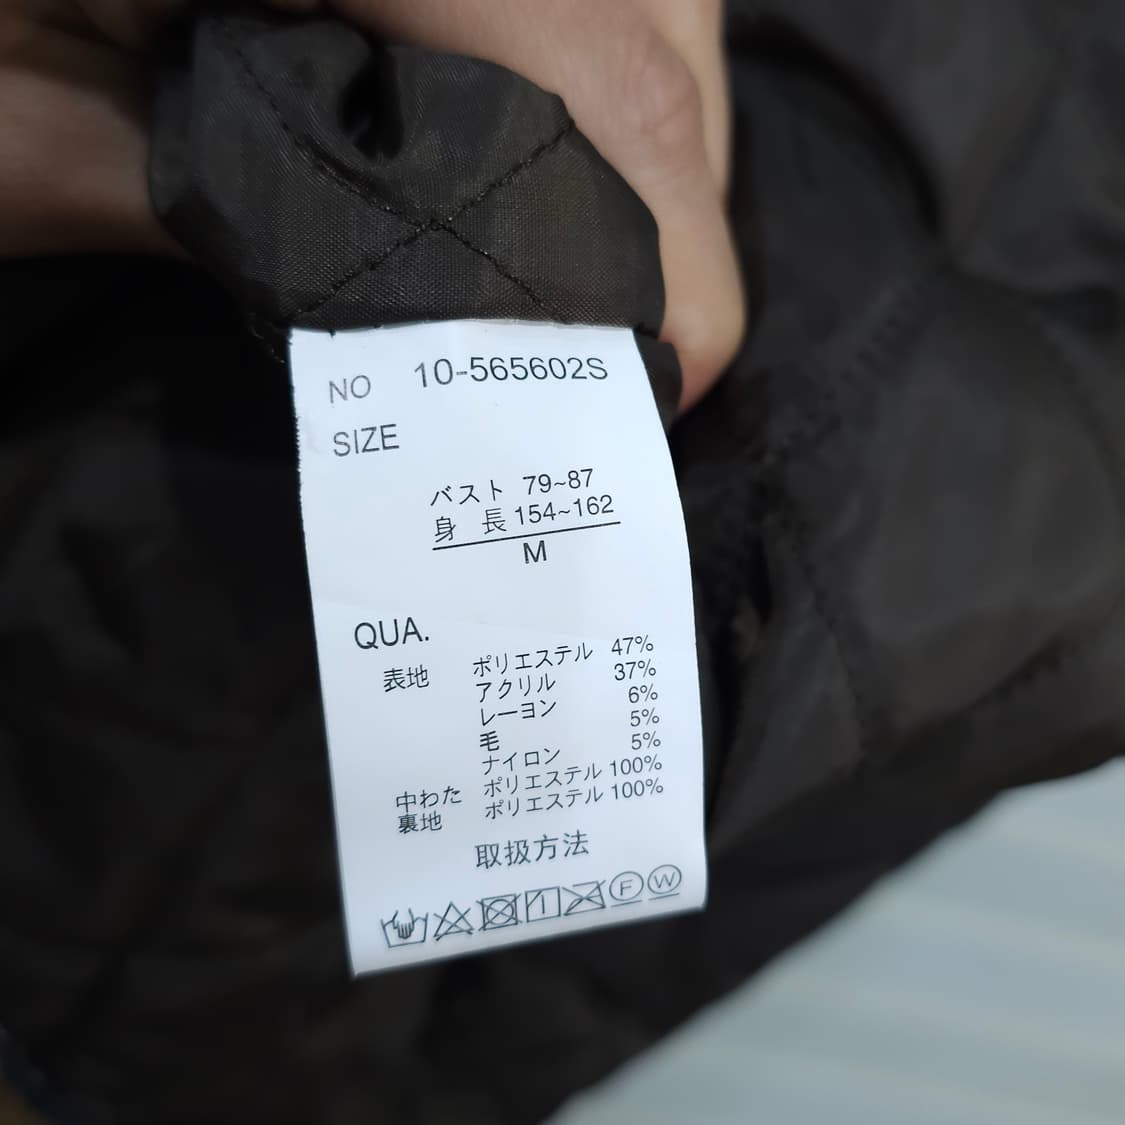 NO 10-565602S
SIZE
バスト 79~87
身 長 154~162
M
QUA.
表地 ポリエステル 47%
アクリル 37%
レーヨン 6%
毛 5%
ナイロン 5%
中わた ポリエステル 100%
裏地 ポリエステル 100%
取扱方法
F W